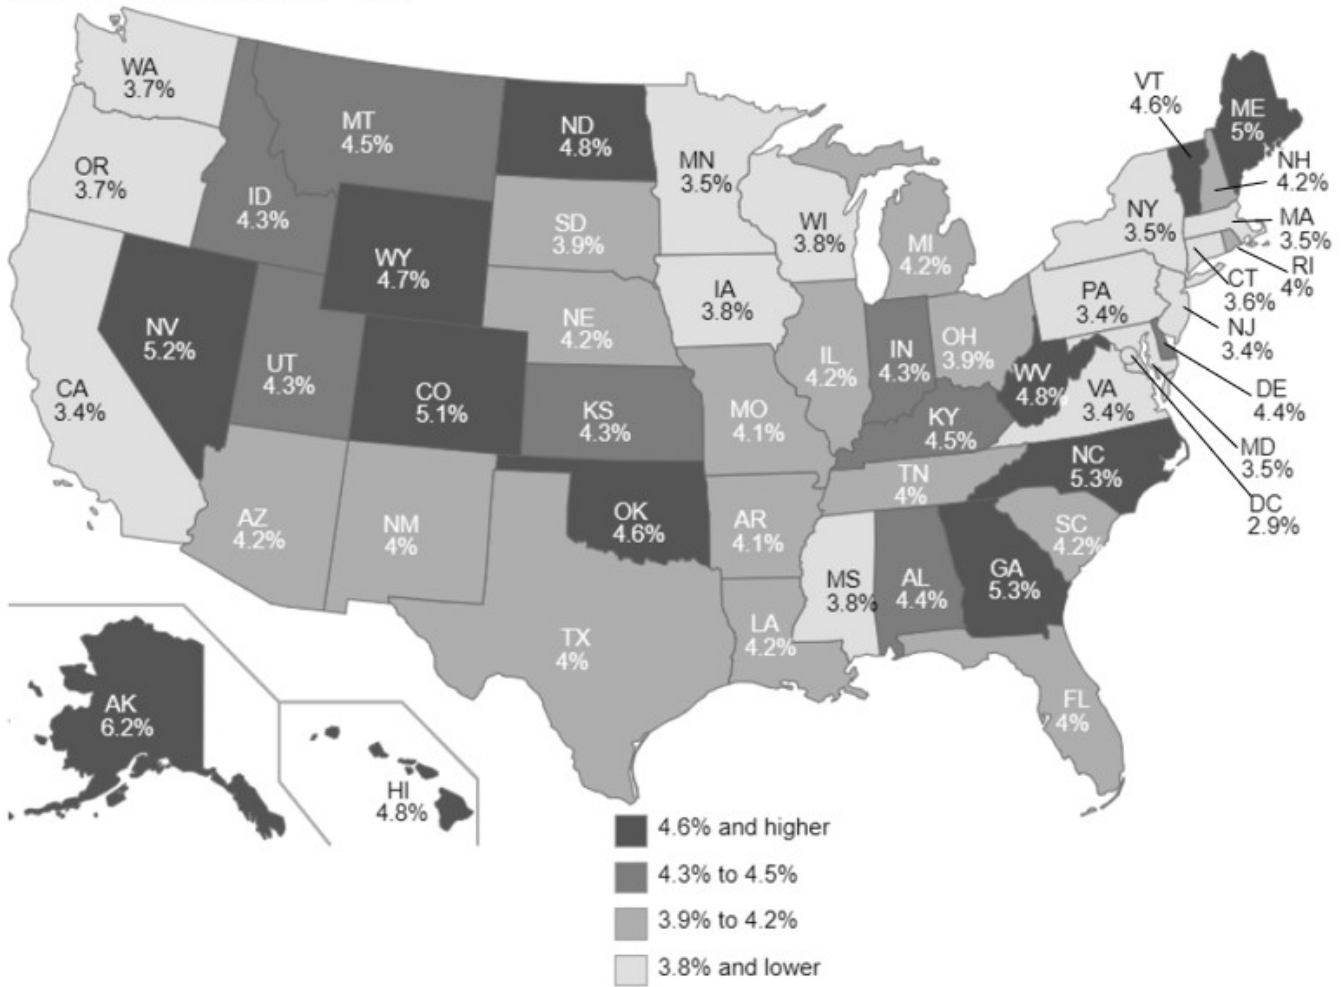 WA
3.7%
OR
3.7%
CA
3.4%
NV
5.2%
ID
4.3%
MT
4.5%
WY
4.7%
UT
4.3%
CO
5.1%
AZ
4.2%
NM
4%
ND
4.8%
SD
3.9%
NE
4.2%
KS
4.3%
OK
4.6%
TX
4%
MN
3.5%
IA
3.8%
MO
4.1%
AR
4.1%
LA
4.2%
WI
3.8%
IL
4.2%
MI
4.2%
IN
4.3%
OH
3.9%
KY
4.5%
TN
4%
MS
3.8%
AL
4.4%
GA
5.3%
FL
4%
SC
4.2%
NC
5.3%
WV
4.8%
VA
3.4%
PA
3.4%
NY
3.5%
VT
4.6%
ME
5%
NH
4.2%
MA
3.5%
RI
4%
CT
3.6%
NJ
3.4%
DE
4.4%
MD
3.5%
DC
2.9%
AK
6.2%
HI
4.8%
4.6% and higher
4.3% to 4.5%
3.9% to 4.2%
3.8% and lower